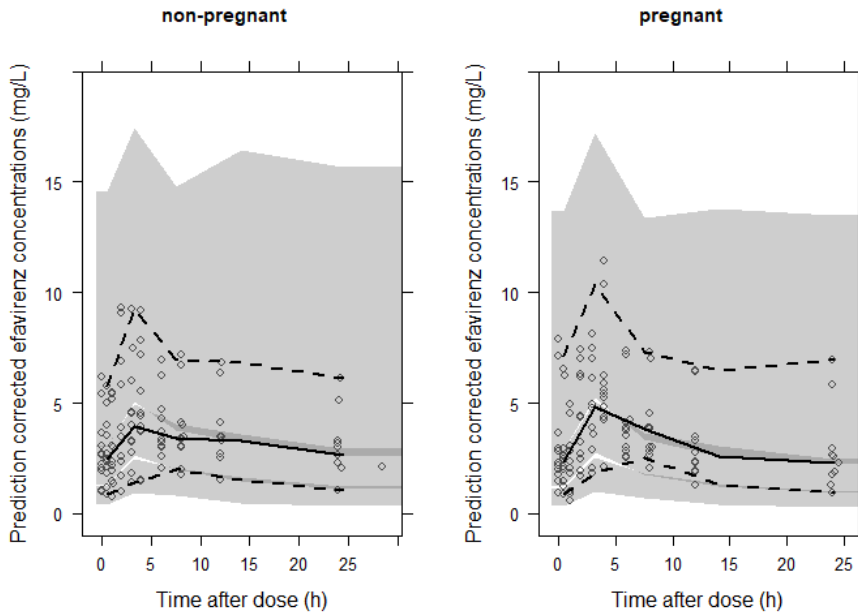 non-pregnant
Prediction corrected efavirenz concentrations (mg/L)
15
10
5
0
0 5 10 15 20 25
Time after dose (h)
pregnant
Prediction corrected efavirenz concentrations (mg/L)
15
10
5
0
0 5 10 15 20 25
Time after dose (h)